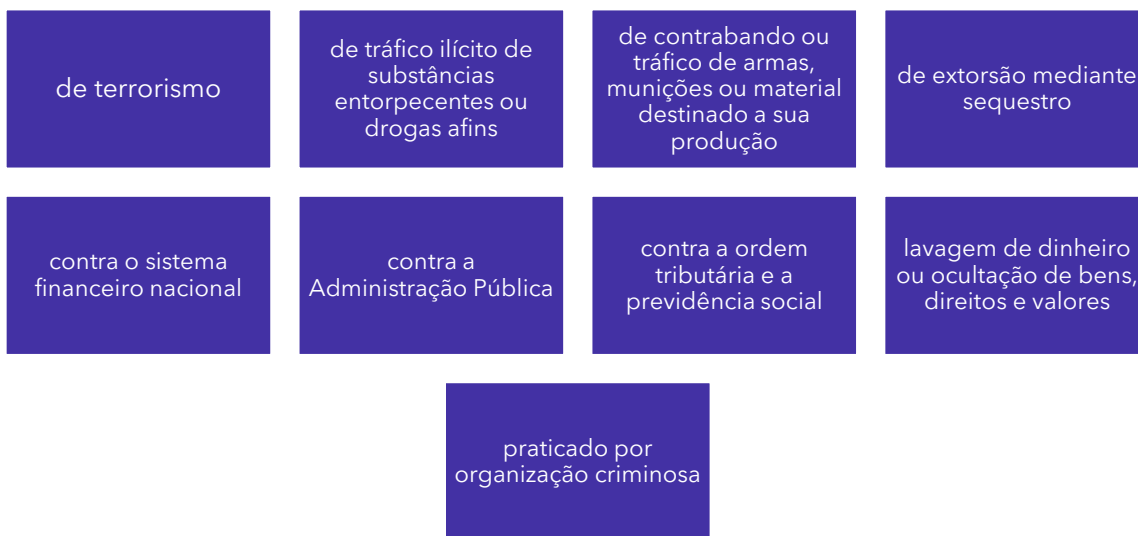 de terrorismo
de tráfico ilícito de
substâncias
entorpecentes ou
drogas afins
de contrabando ou
tráfico de armas,
munições ou material
destinado a sua
produção
de extorsão mediante
sequestro
contra o sistema
financeiro nacional
contra a
Administração Pública
contra a ordem
tributária e a
previdência social
lavagem de dinheiro
ou ocultação de bens,
direitos e valores
praticado por
organização criminosa